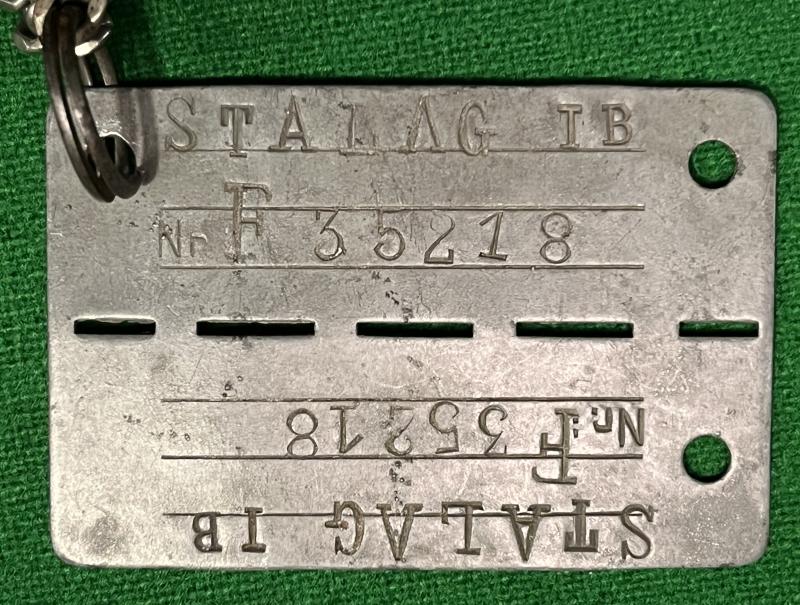 STALAG IB
Nr F 35218
Nr. F 35218
STALAG IB